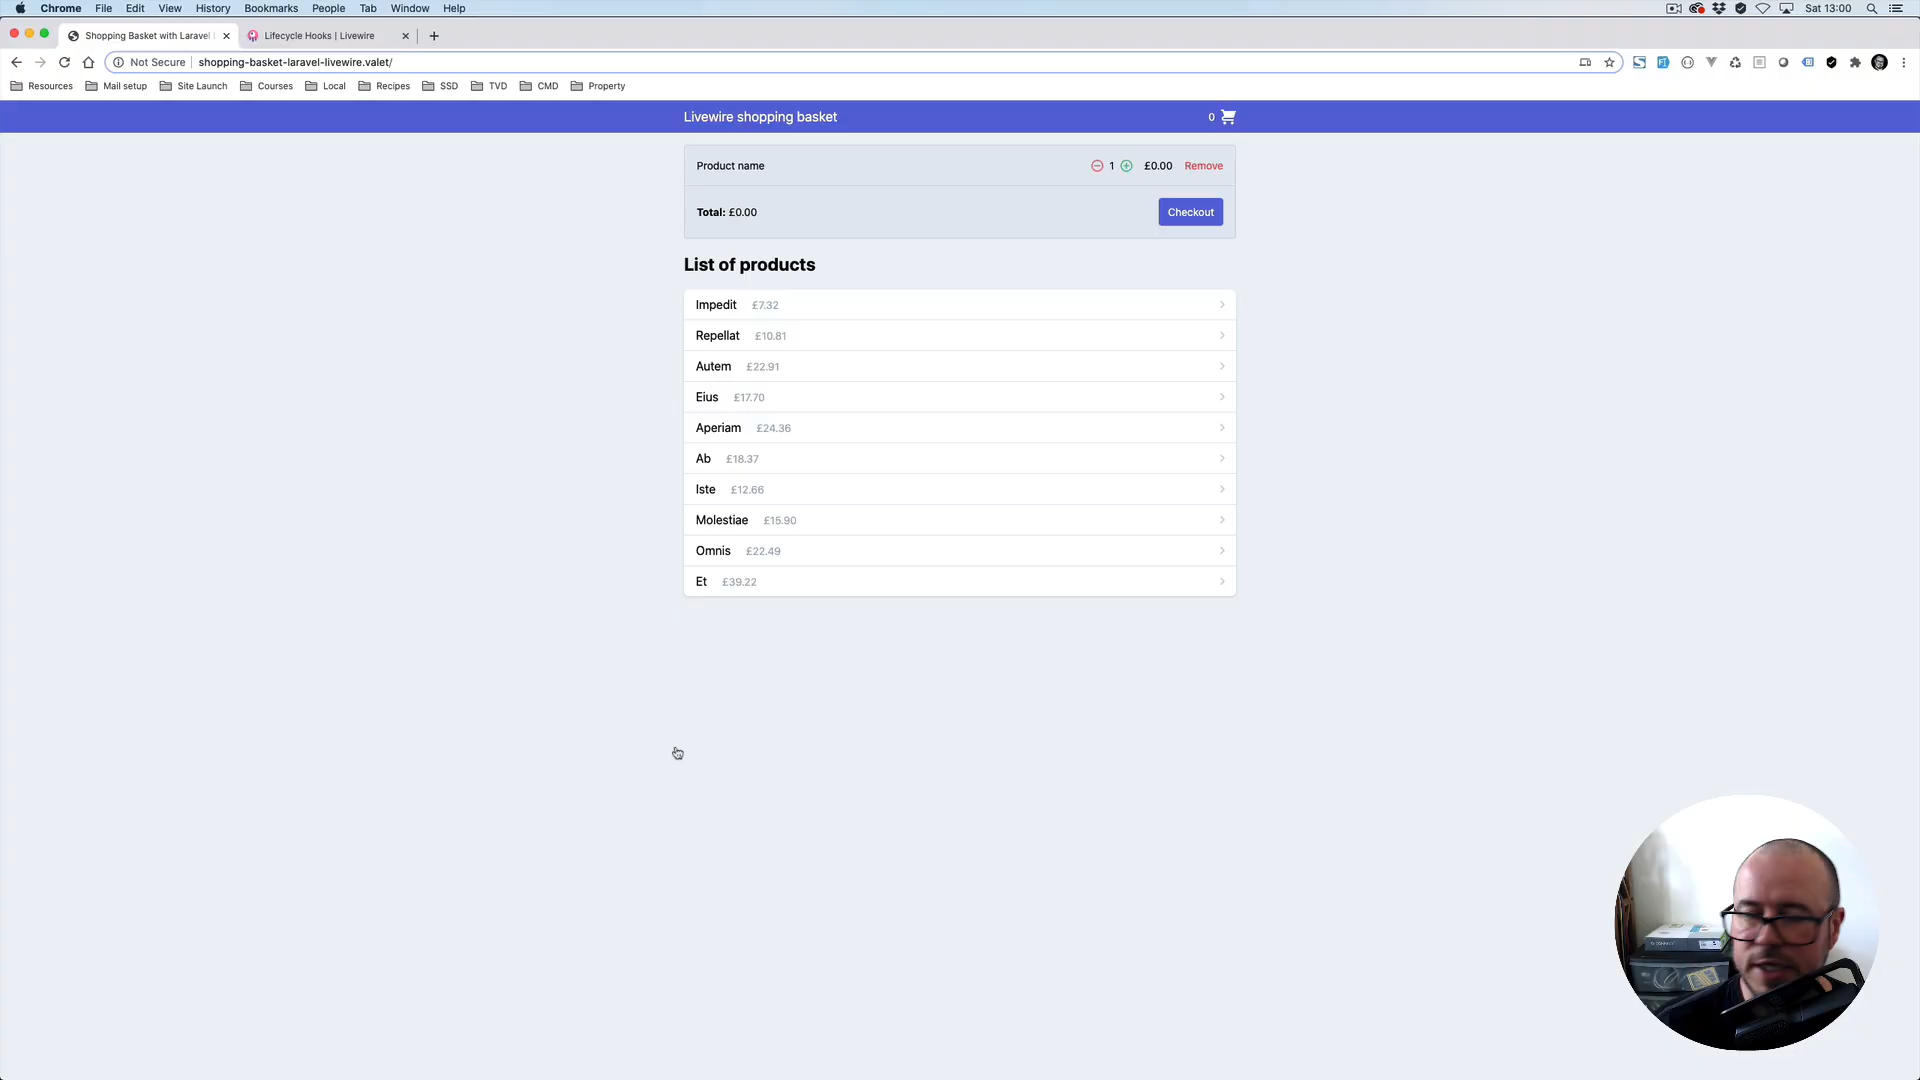 Chrome File Edit View History Bookmarks People Tab Window Help Sat 13:00
Shopping Basket with Laravel Lifecycle Hooks | Livewire
Not Secure shopping-basket-laravel-livewire.valet/
Resources Mail setup Site Launch Courses Local Recipes SSD TVD CMD Property
Livewire shopping basket 0
Product name 1 £0.00 Remove
Total: £0.00 Checkout
List of products
Impedit £7.32
Repellat £10.81
Autem £22.91
Eius £17.70
Aperiam £24.36
Ab £18.37
Iste £12.66
Molestiae £15.90
Omnis £22.49
Et £39.22